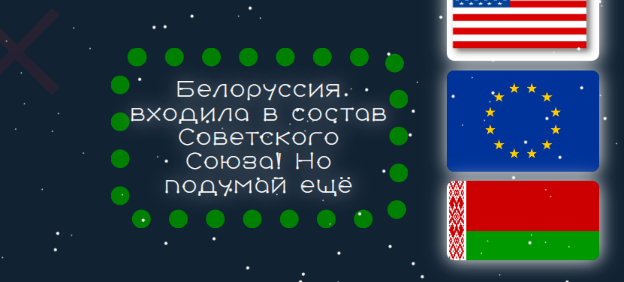 Белоруссия
входила в состав
Советского
Союза! Но
подумай ещё